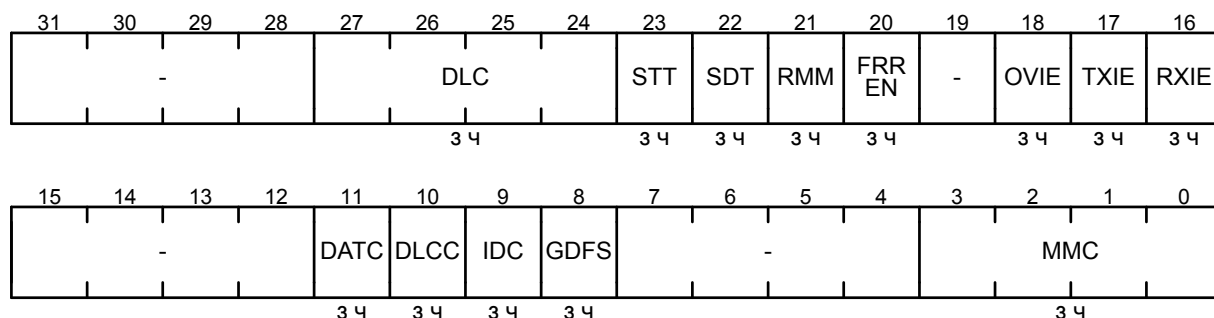 31 30 29 28 27 26 25 24 23 22 21 20 19 18 17 16
- DLC STT SDT RMM FRR EN - OVIE TXIE RXIE
З Ч З Ч З Ч З Ч З Ч З Ч З Ч З Ч
15 14 13 12 11 10 9 8 7 6 5 4 3 2 1 0
- DATC DLCC IDC GDFS - MMC
З Ч З Ч З Ч З Ч З Ч